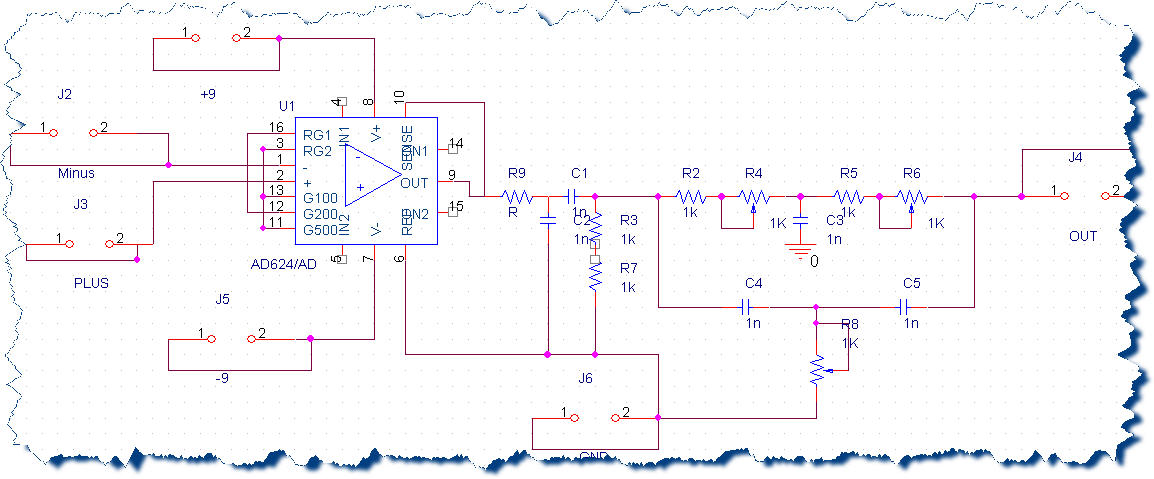 1 2
+9
J2
1 2
Minus
J3
1 2
PLUS
U1
4
8
10
16 RG1
3 RG2
1 -
2 +
13 G100
12 G200
11 G500
IN1
V+
SENSE
ON1 14
OUT 9
ON2 15
IN2
V-
REF
5
7
6
AD624/AD
J5
1 2
-9
R9
R
C1
1n
C2
1n
R3
1k
R7
1k
R2
1k
R4
1K
C3
1n
0
R5
1k
R6
1K
J4
1 2
OUT
C4
1n
C5
1n
R8
1K
J6
1 2
GND